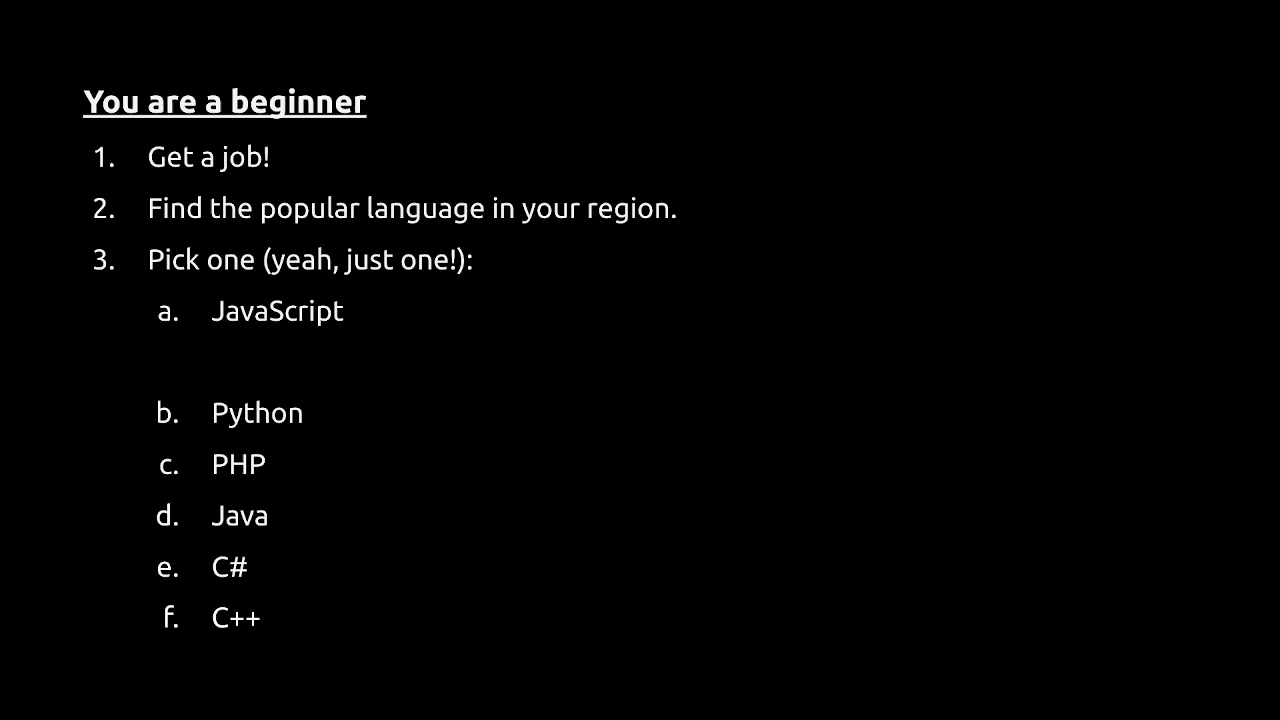 You are a beginner
1. Get a job!
2. Find the popular language in your region.
3. Pick one (yeah, just one!):
a. JavaScript
b. Python
c. PHP
d. Java
e. C#
f. C++